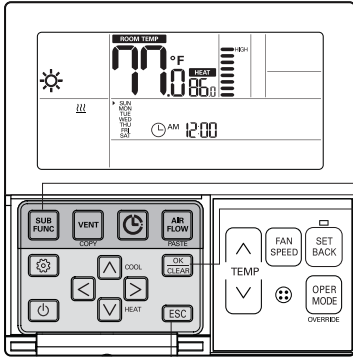 ROOM TEMP
77.0 °F
HIGH
HEAT
86.0
SUN
MON
TUE
WED
THU
FRI
SAT
AM 12:00
SUB FUNC
VENT
AIR FLOW
COPY
PASTE
OK
CLEAR
COOL
HEAT
ESC
TEMP
FAN SPEED
SET BACK
OPER MODE
OVERRIDE